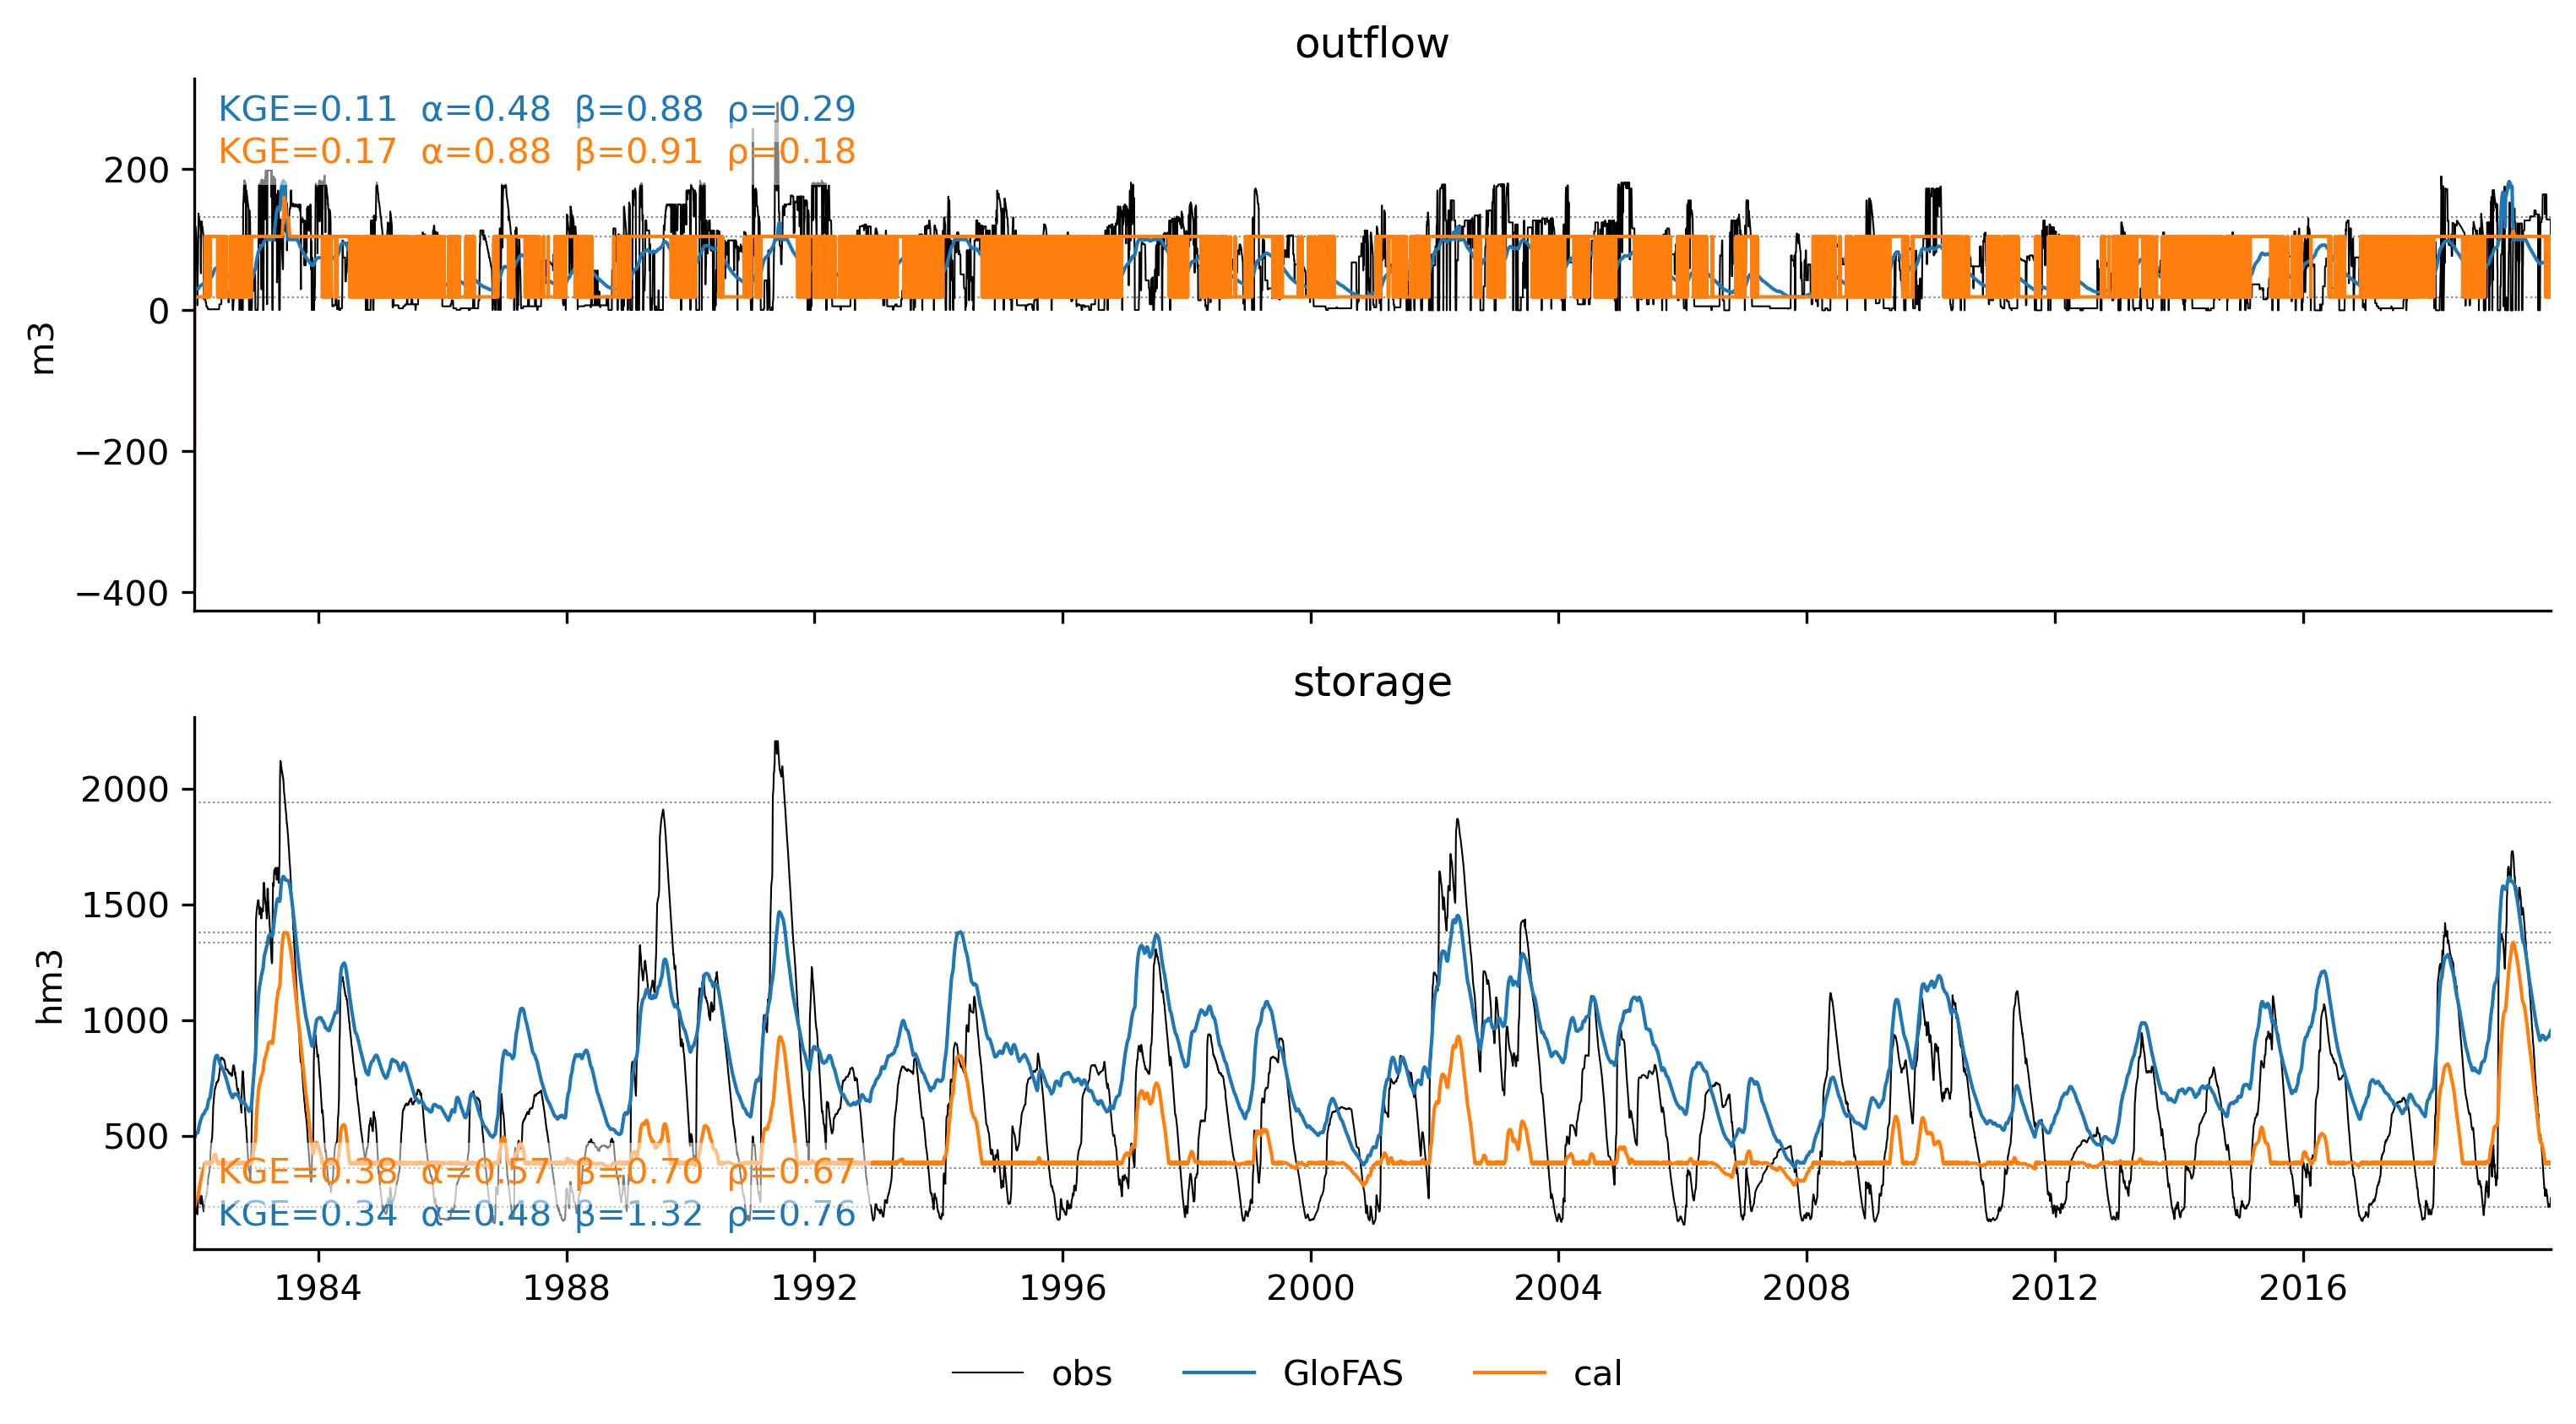 outflow
KGE=0.11 α=0.48 β=0.88 ρ=0.29
KGE=0.17 α=0.88 β=0.91 ρ=0.18
200
0
−200
−400
m3
storage
2000
1500
1000
500
hm3
KGE=0.38 α=0.57 β=0.70 ρ=0.67
KGE=0.34 α=0.48 β=1.32 ρ=0.76
1984 1988 1992 1996 2000 2004 2008 2012 2016
obs GloFAS cal